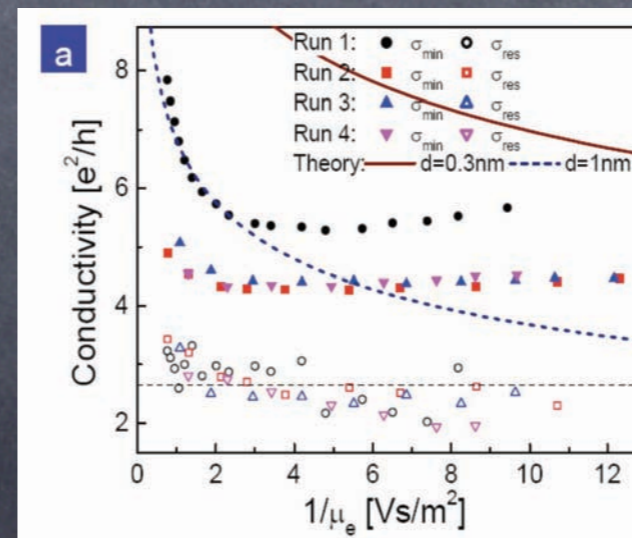 a
Run 1: σmin σres
Run 2: σmin σres
Run 3: σmin σres
Run 4: σmin σres
Theory: d=0.3nm d=1nm
Conductivity [e²/h]
8
6
4
2
0 2 4 6 8 10 12
1/μe [Vs/m²]